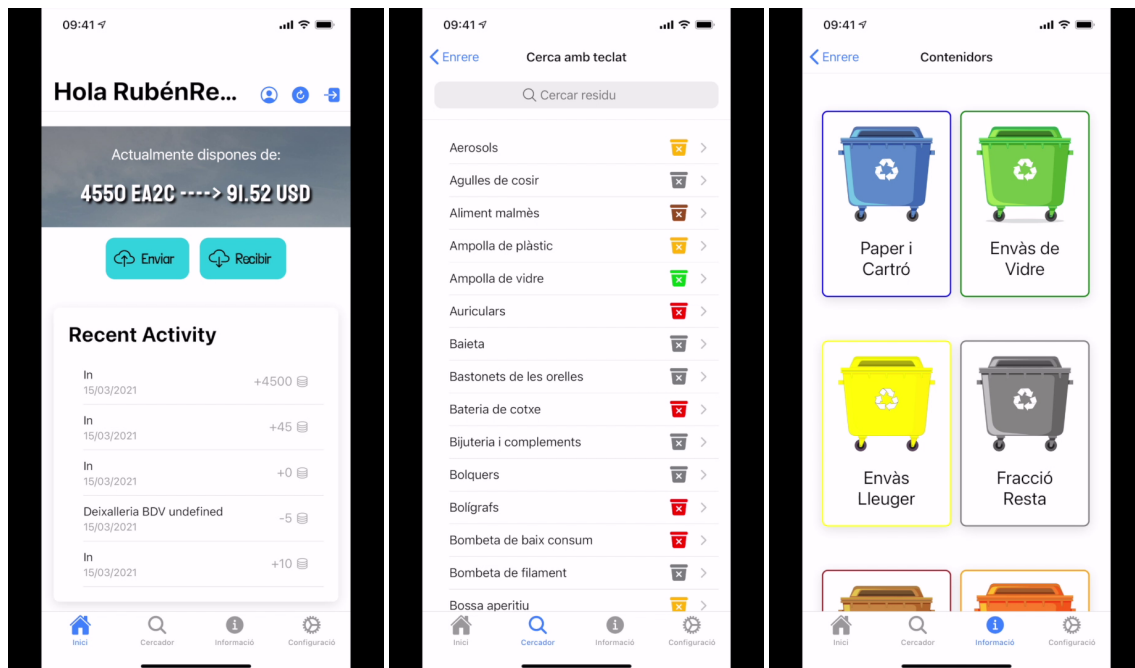 09:41
Hola RubénRe...
Actualmente dispones de:
4550 EA2C ----> 91.52 USD
Enviar
Recibir
Recent Activity
In
15/03/2021
+4500
In
15/03/2021
+45
In
15/03/2021
+0
Deixalleria BDV undefined
15/03/2021
-5
In
15/03/2021
+10
Inici
Cercador
Informació
Configuració
09:41
Enrere
Cerca amb teclat
Cercar residu
Aerosols
Agulles de cosir
Aliment malmès
Ampolla de plàstic
Ampolla de vidre
Auriculars
Baieta
Bastonets de les orelles
Bateria de cotxe
Bijuteria i complements
Bolquers
Bolígrafs
Bombeta de baix consum
Bombeta de filament
Bossa aperitiu
Inici
Cercador
Informació
Configuració
09:41
Enrere
Contenidors
Paper i
Cartró
Envàs de
Vidre
Envàs
Lleuger
Fracció
Resta
Inici
Cercador
Informació
Configuració